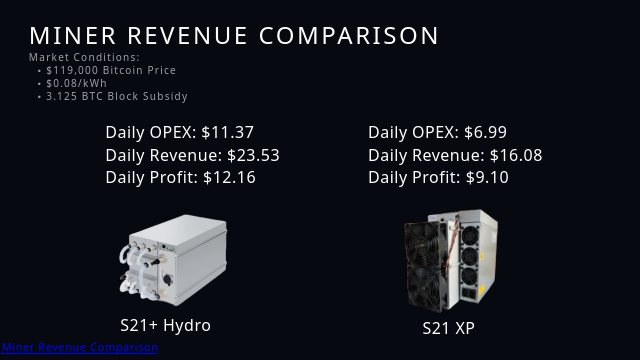 MINER REVENUE COMPARISON
Market Conditions:
• $119,000 Bitcoin Price
• $0.08/kWh
• 3.125 BTC Block Subsidy
Daily OPEX: $11.37
Daily Revenue: $23.53
Daily Profit: $12.16
Daily OPEX: $6.99
Daily Revenue: $16.08
Daily Profit: $9.10
S21+ Hydro
S21 XP
Miner Revenue Comparison